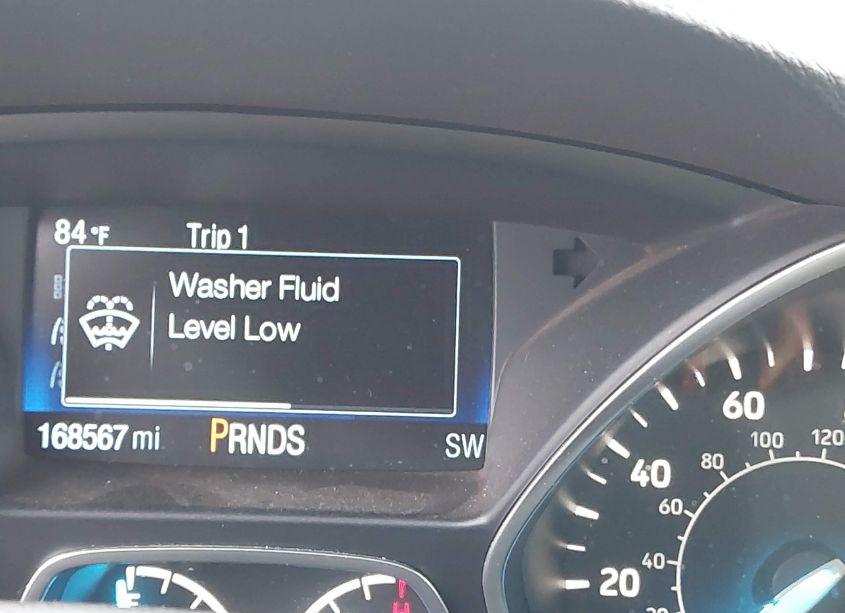 84°F Trip 1
Washer Fluid
Level Low
168567 mi PRNDS SW
60
100 120
40 80
60
40
20
20
H